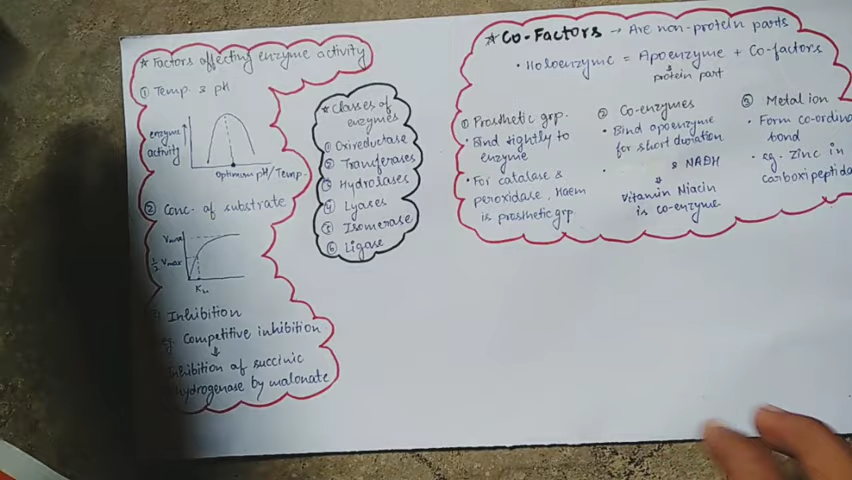 * Factors affecting enzyme activity
① Temp. & pH
enzyme activity
Optimum pH/Temp.
② Conc. of substrate
Vmax
1/2 Vmax
Km
Inhibition
eg. Competitive inhibition
↓
Inhibition of succinic
hydrogenase by malonate
* Classes of
enzymes
① Oxireductase
② Transferases
③ Hydrolases
④ Lyases
⑤ Isomerase
⑥ Ligase
* Co-Factors → Are non-protein parts
• Holoenzyme = Apoenzyme + Co-factors
protein part
① Prosthetic grp.
• Bind tightly to
enzyme
• For catalase &
peroxidase, Haem
is prosthetic grp
② Co-enzymes
• Bind apoenzyme
for short duration
• & NADH
↓
Vitamin Niacin
is co-enzyme
③ Metal ion
• Form co-ordina
bond
• eg. Zinc in
carboxipeptida